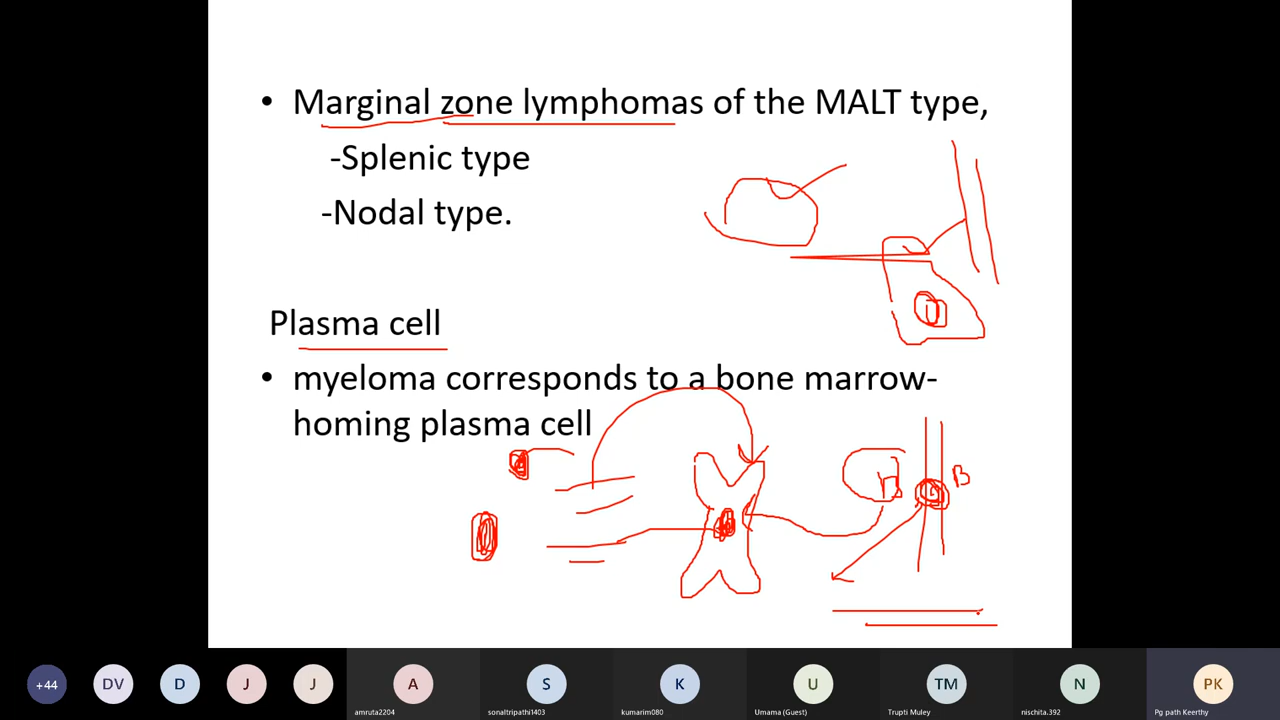 • Marginal zone lymphomas of the MALT type,
-Splenic type
-Nodal type.
Plasma cell
• myeloma corresponds to a bone marrow-
homing plasma cell
B
+44 DV D J J A S K U TM N PK
amruta2204 sonaltripathi1403 kumarim080 Umama (Guest) Trupti Muley nischita.392 Pg path Keerthy